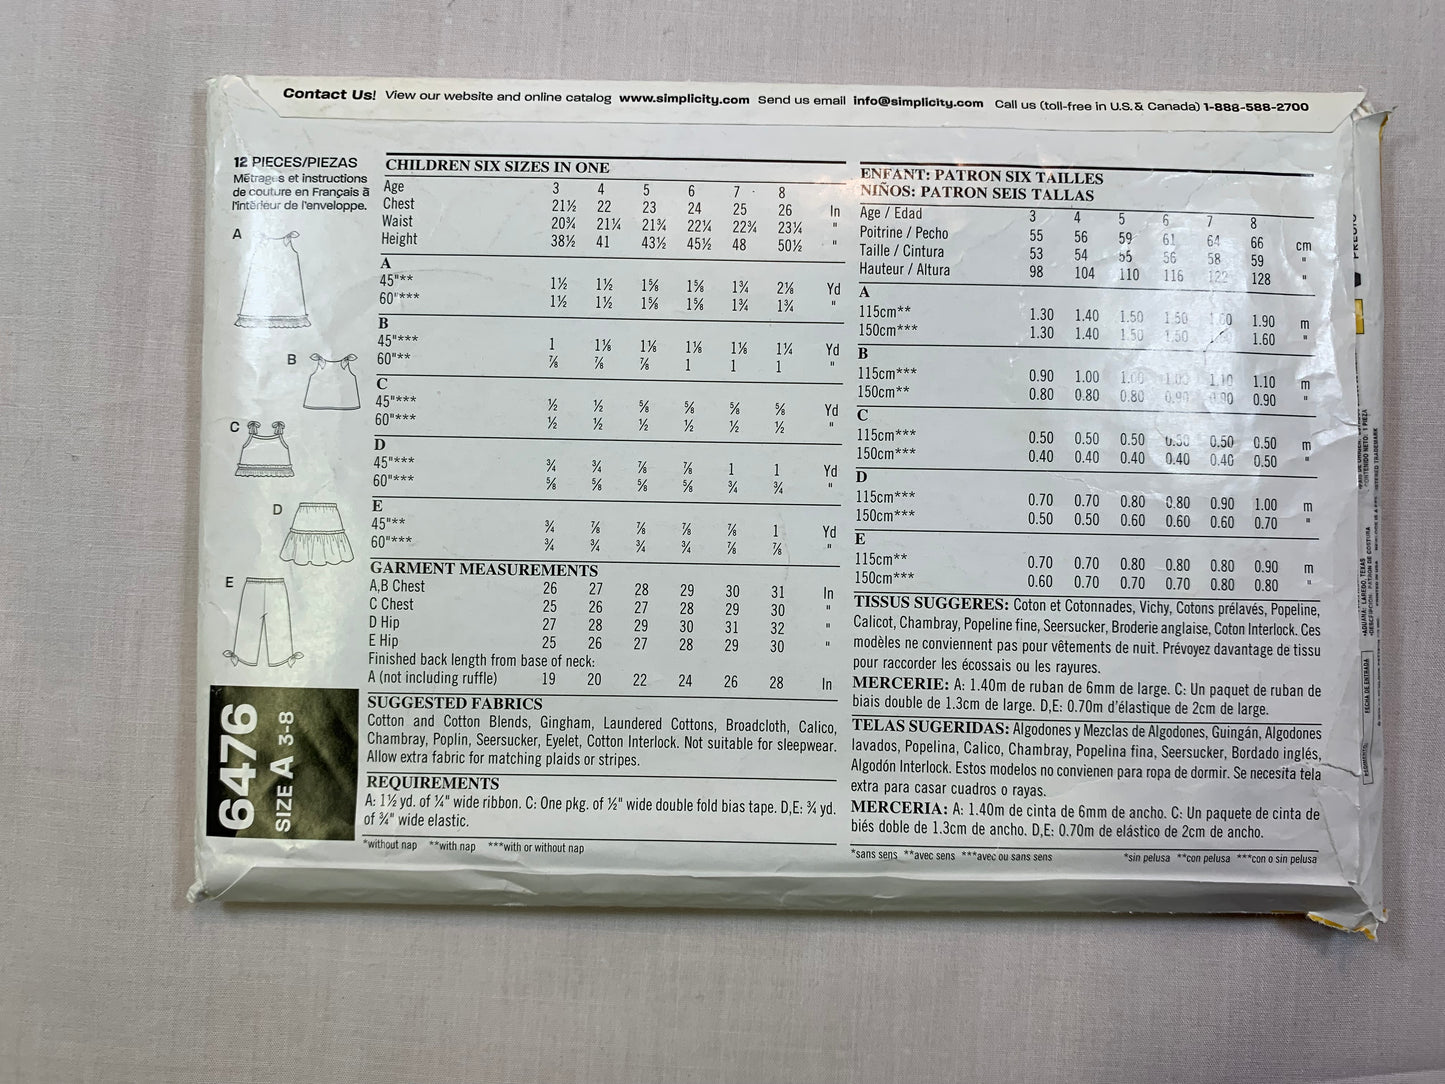 Contact Us! View our website and online catalog www.simplicity.com Send us email info@simplicity.com Call us (toll-free in U.S. & Canada) 1-888-588-2700
12 PIECES/PIEZAS
Métrages et instructions
de couture en Français à
l'intérieur de l'enveloppe.
A
B
C
D
E
6476
SIZE A 3-8
CHILDREN SIX SIZES IN ONE
Age 3 4 5 6 7 8
Chest 21½ 22 23 24 25 26 In
Waist 20¾ 21¼ 21¾ 22¼ 22¾ 23¼ "
Height 38½ 41 43½ 45½ 48 50½ "
A
45"** 1½ 1½ 1⅝ 1⅝ 1¾ 2⅛ Yd
60"*** 1½ 1½ 1⅝ 1⅝ 1¾ 1¾ "
B
45"*** 1 1⅛ 1⅛ 1⅛ 1⅛ 1¼ Yd
60"** ⅞ ⅞ ⅞ 1 1 1 "
C
45"*** ½ ½ ⅝ ⅝ ⅝ ⅝ Yd
60"*** ½ ½ ½ ½ ½ ½ "
D
45"*** ¾ ¾ ⅞ ⅞ 1 1 Yd
60"*** ⅝ ⅝ ⅝ ⅝ ¾ ¾ "
E
45"** ¾ ⅞ ⅞ ⅞ ⅞ 1 Yd
60"*** ¾ ¾ ¾ ¾ ⅞ ⅞ "
GARMENT MEASUREMENTS
A,B Chest 26 27 28 29 30 31 In
C Chest 25 26 27 28 29 30 "
D Hip 27 28 29 30 31 32 "
E Hip 25 26 27 28 29 30 "
Finished back length from base of neck:
A (not including ruffle) 19 20 22 24 26 28 In
SUGGESTED FABRICS
Cotton and Cotton Blends, Gingham, Laundered Cottons, Broadcloth, Calico,
Chambray, Poplin, Seersucker, Eyelet, Cotton Interlock. Not suitable for sleepwear.
Allow extra fabric for matching plaids or stripes.
REQUIREMENTS
A: 1½ yd. of ¼" wide ribbon. C: One pkg. of ½" wide double fold bias tape. D,E: ¾ yd.
of ¾" wide elastic.
*without nap **with nap ***with or without nap
ENFANT: PATRON SIX TAILLES
NIÑOS: PATRON SEIS TALLAS
Age / Edad 3 4 5 6 7 8
Poitrine / Pecho 55 56 59 61 64 66 cm
Taille / Cintura 53 54 55 56 58 59 "
Hauteur / Altura 98 104 110 116 122 128 "
A
115cm** 1.30 1.40 1.50 1.50 1.90 m
150cm*** 1.30 1.40 1.50 1.50 1.60 "
B
115cm*** 0.90 1.00 1.00 1.00 1.10 1.10 m
150cm** 0.80 0.80 0.80 0.90 0.90 0.90 "
C
115cm*** 0.50 0.50 0.50 0.50 0.50 0.50 m
150cm*** 0.40 0.40 0.40 0.40 0.40 0.50 "
D
115cm*** 0.70 0.70 0.80 0.80 0.90 1.00 m
150cm*** 0.50 0.50 0.60 0.60 0.60 0.70 "
E
115cm** 0.70 0.70 0.80 0.80 0.80 0.90 m
150cm*** 0.60 0.70 0.70 0.70 0.80 0.80 "
TISSUS SUGGERES: Coton et Cotonnades, Vichy, Cotons prélavés, Popeline,
Calicot, Chambray, Popeline fine, Seersucker, Broderie anglaise, Coton Interlock. Ces
modèles ne conviennent pas pour vêtements de nuit. Prévoyez davantage de tissu
pour raccorder les écossais ou les rayures.
MERCERIE: A: 1.40m de ruban de 6mm de large. C: Un paquet de ruban de
biais double de 1.3cm de large. D,E: 0.70m d'élastique de 2cm de large.
TELAS SUGERIDAS: Algodones y Mezclas de Algodones, Guingán, Algodones
lavados, Popelina, Calico, Chambray, Popelina fina, Seersucker, Bordado inglés,
Algodón Interlock. Estos modelos no convienen para ropa de dormir. Se necesita tela
extra para casar cuadros o rayas.
MERCERIA: A: 1.40m de cinta de 6mm de ancho. C: Un paquete de cinta de
biés doble de 1.3cm de ancho. D,E: 0.70m de elástico de 2cm de ancho.
*sans sens **avec sens ***avec ou sans sens *sin pelusa **con pelusa ***con o sin pelusa
CONTENIDO NETO: 1 PIEZA
FECHA DE ENTRADA